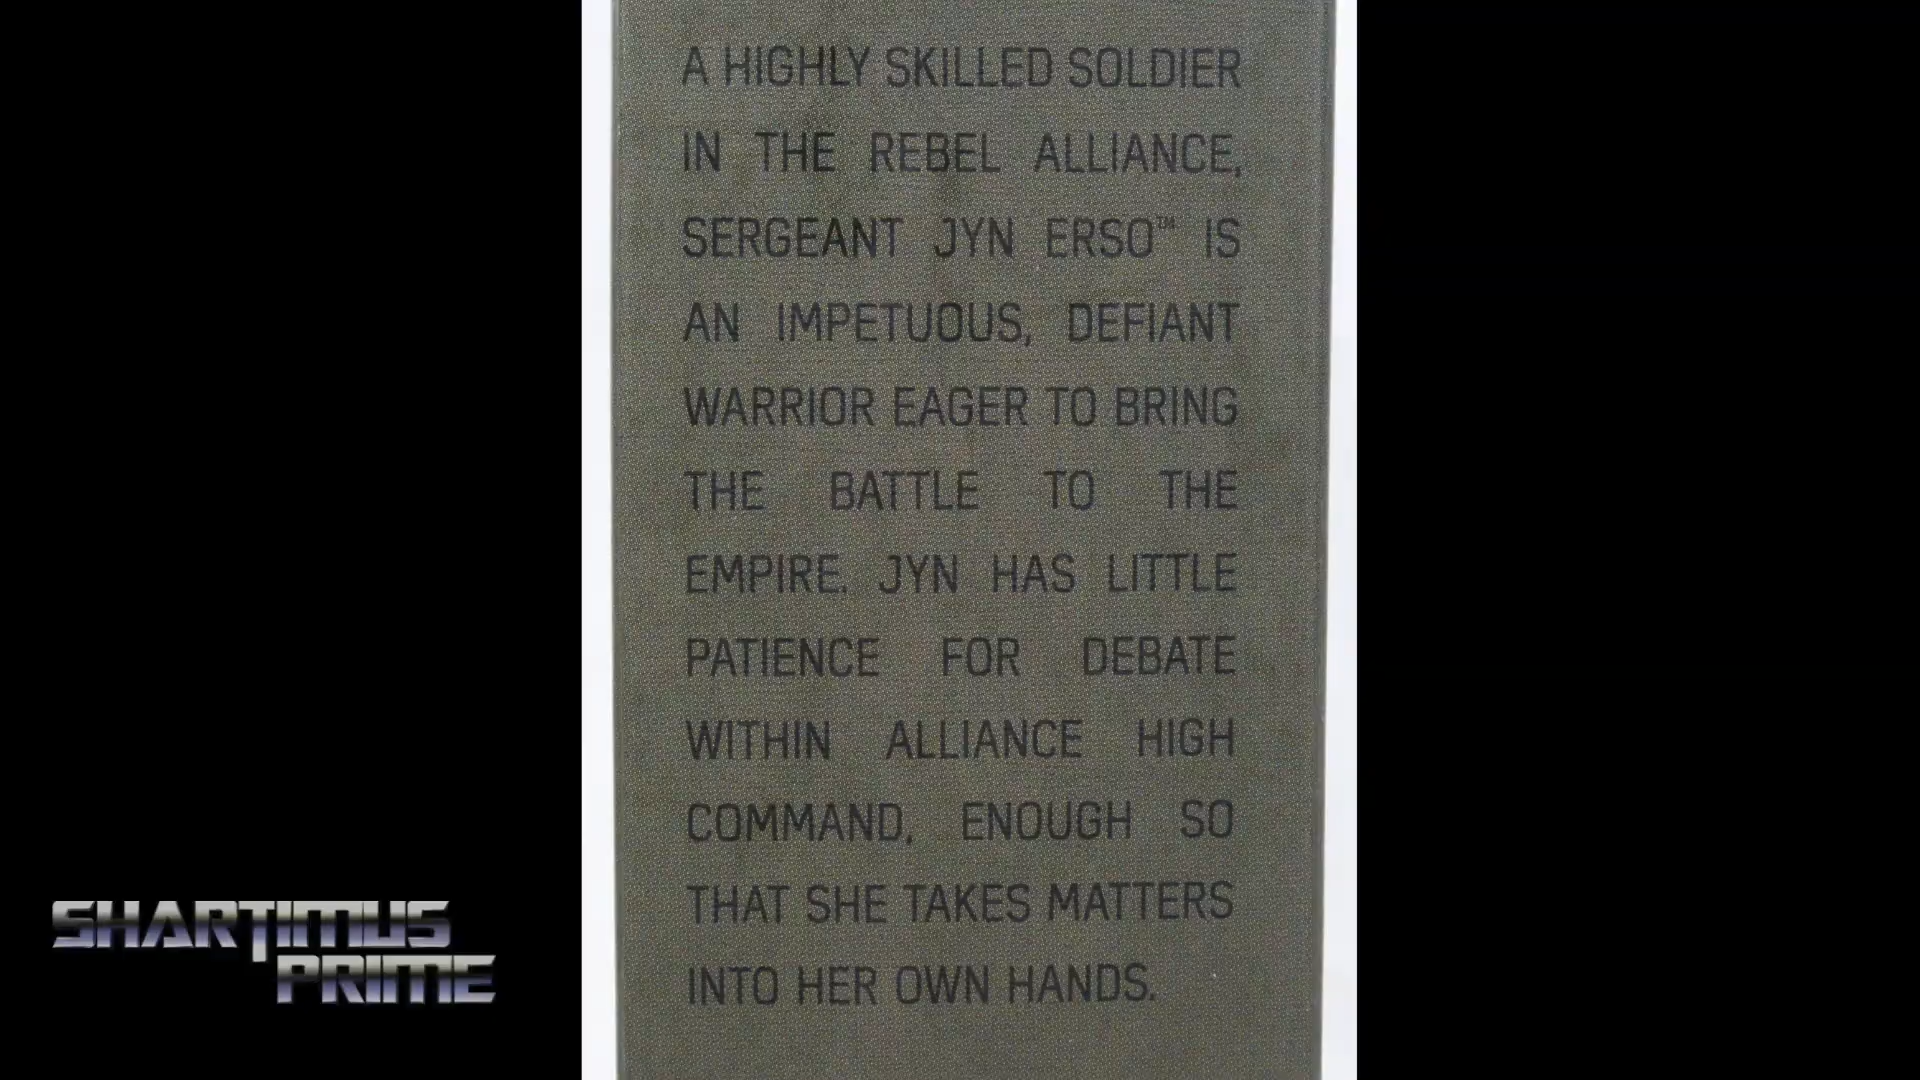 A HIGHLY SKILLED SOLDIER
IN THE REBEL ALLIANCE,
SERGEANT JYN ERSO™ IS
AN IMPETUOUS, DEFIANT
WARRIOR EAGER TO BRING
THE BATTLE TO THE
EMPIRE. JYN HAS LITTLE
PATIENCE FOR DEBATE
WITHIN ALLIANCE HIGH
COMMAND, ENOUGH SO
THAT SHE TAKES MATTERS
INTO HER OWN HANDS.
SHARTIMUS
PRIME